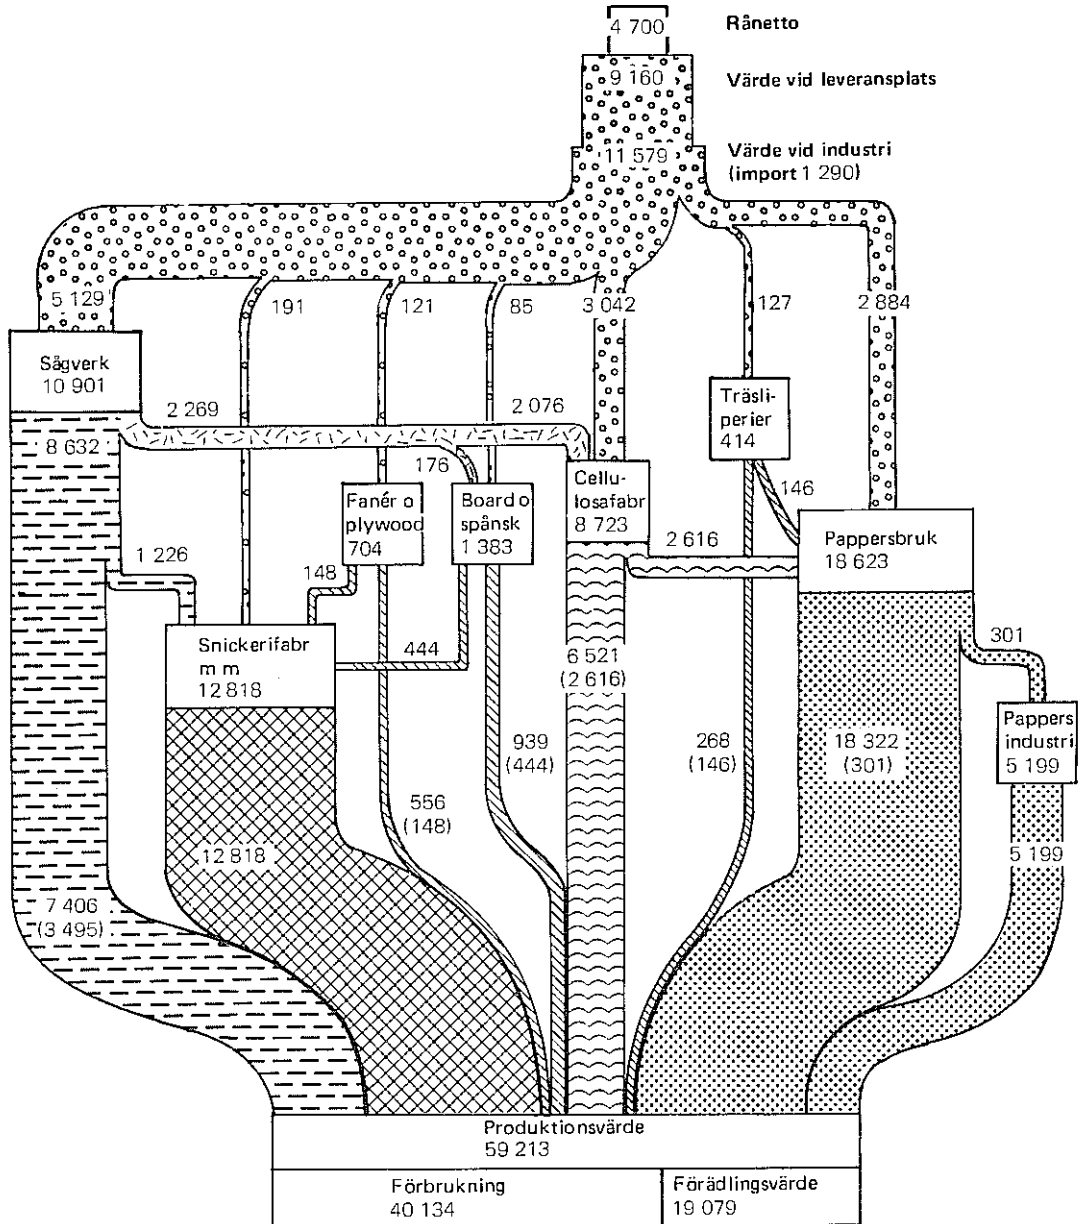 4 700 Rånetto
9 160 Värde vid leveransplats
11 579 Värde vid industri
(import 1 290)
5 129
191
121
85
3 042
127
2 884
Sågverk
10 901
2 269
2 076
Träsli-
perier
414
8 632
176
Fanér o
plywood
704
Board o
spånsk
1 383
Cellu-
losafabr
8 723
146
2 616
Pappersbruk
18 623
1 226
148
Snickerifabr
m m
12 818
444
6 521
(2 616)
301
Pappers
industri
5 199
939
(444)
268
(146)
18 322
(301)
556
(148)
12 818
5 199
7 406
(3 495)
Produktionsvärde
59 213
Förbrukning
40 134
Förädlingsvärde
19 079